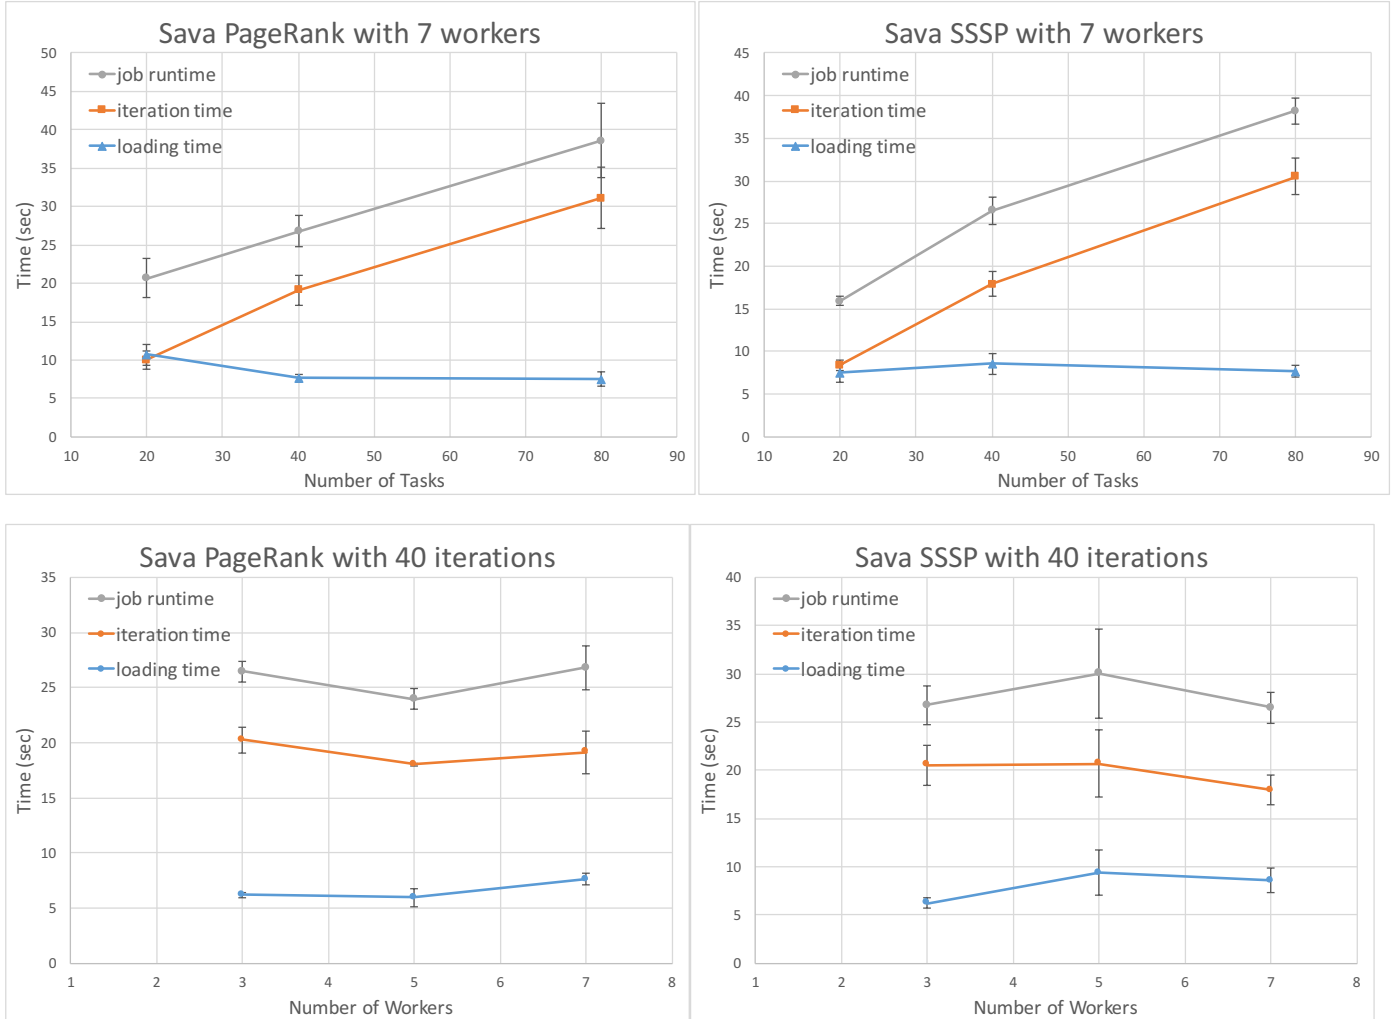 Sava PageRank with 7 workers
50
45
40
35
30
25
20
15
10
5
0
Time (sec)
job runtime
iteration time
loading time
10 20 30 40 50 60 70 80 90
Number of Tasks
Sava SSSP with 7 workers
45
40
35
30
25
20
15
10
5
0
Time (sec)
job runtime
iteration time
loading time
10 20 30 40 50 60 70 80 90
Number of Tasks
Sava PageRank with 40 iterations
35
30
25
20
15
10
5
0
Time (sec)
job runtime
iteration time
loading time
1 2 3 4 5 6 7 8
Number of Workers
Sava SSSP with 40 iterations
40
35
30
25
20
15
10
5
0
Time (sec)
job runtime
iteration time
loading time
1 2 3 4 5 6 7 8
Number of Workers